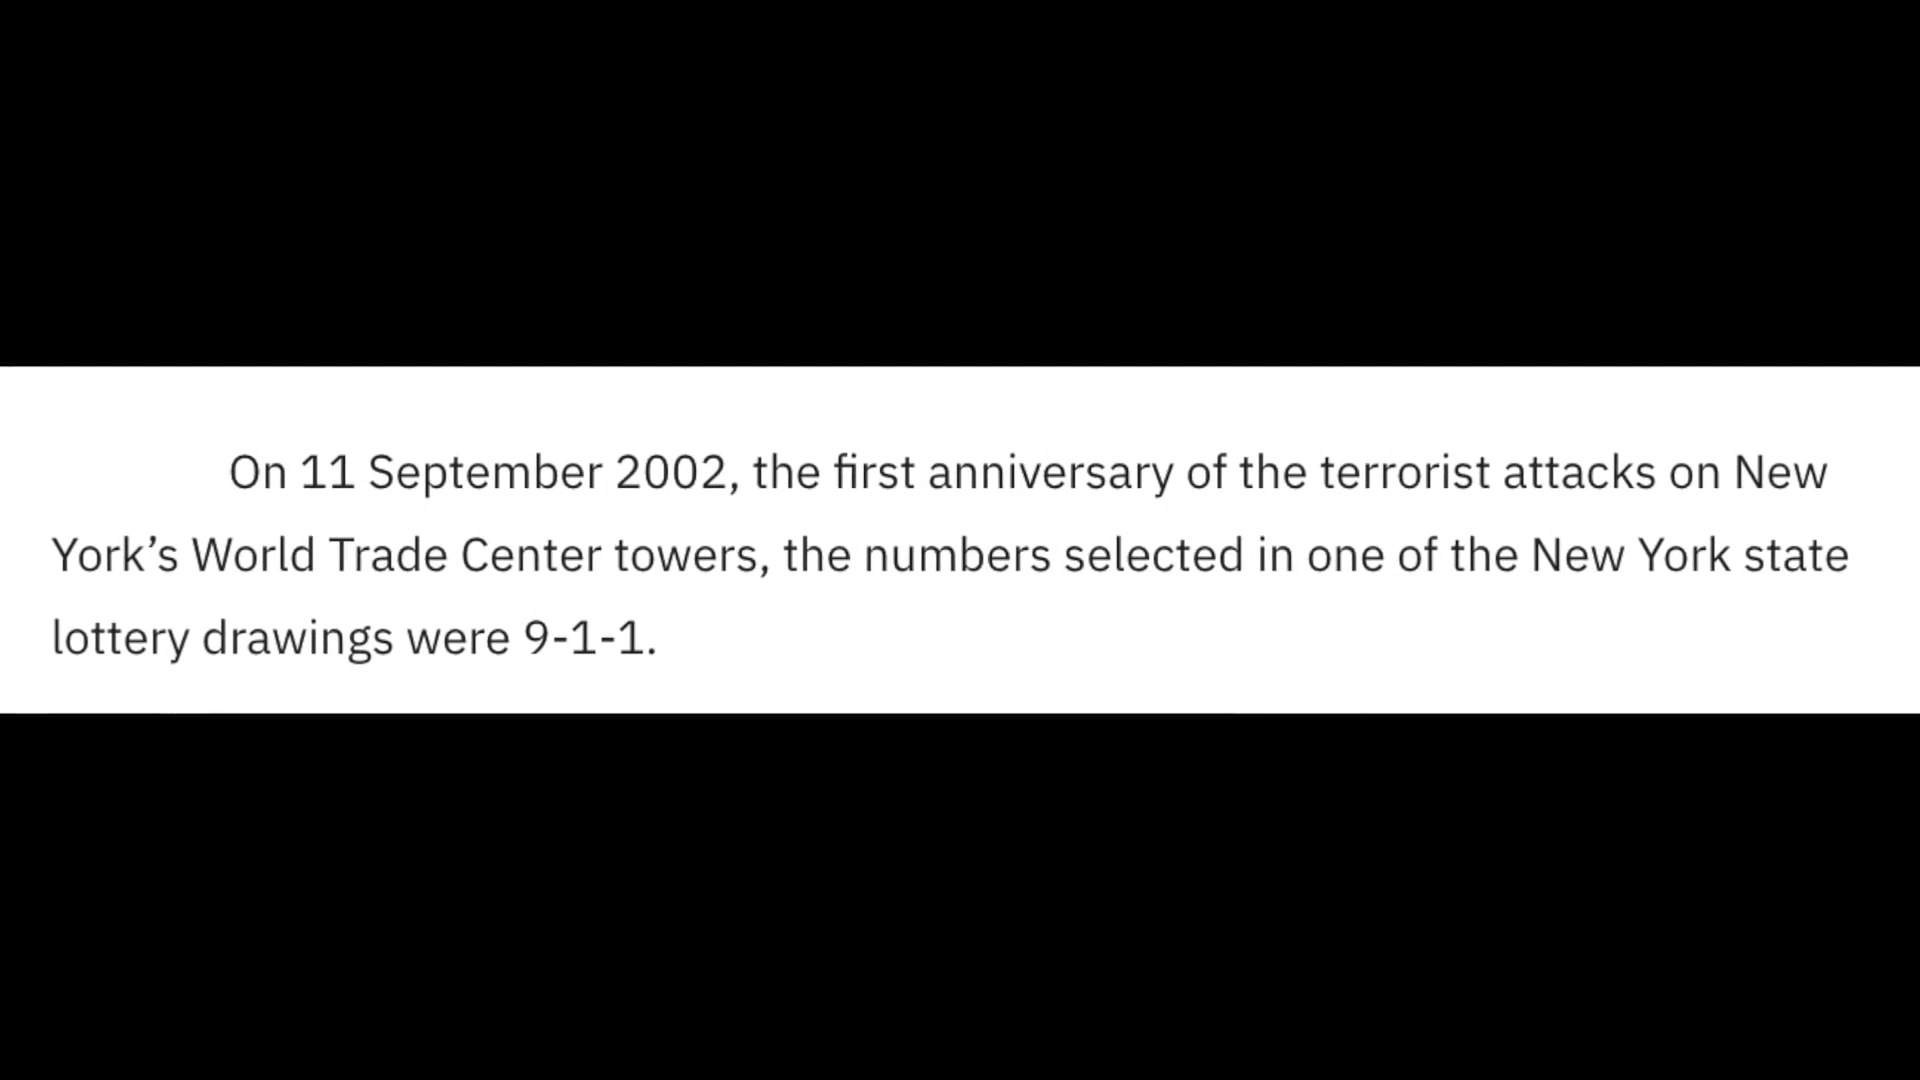 On 11 September 2002, the first anniversary of the terrorist attacks on New
York’s World Trade Center towers, the numbers selected in one of the New York state
lottery drawings were 9-1-1.